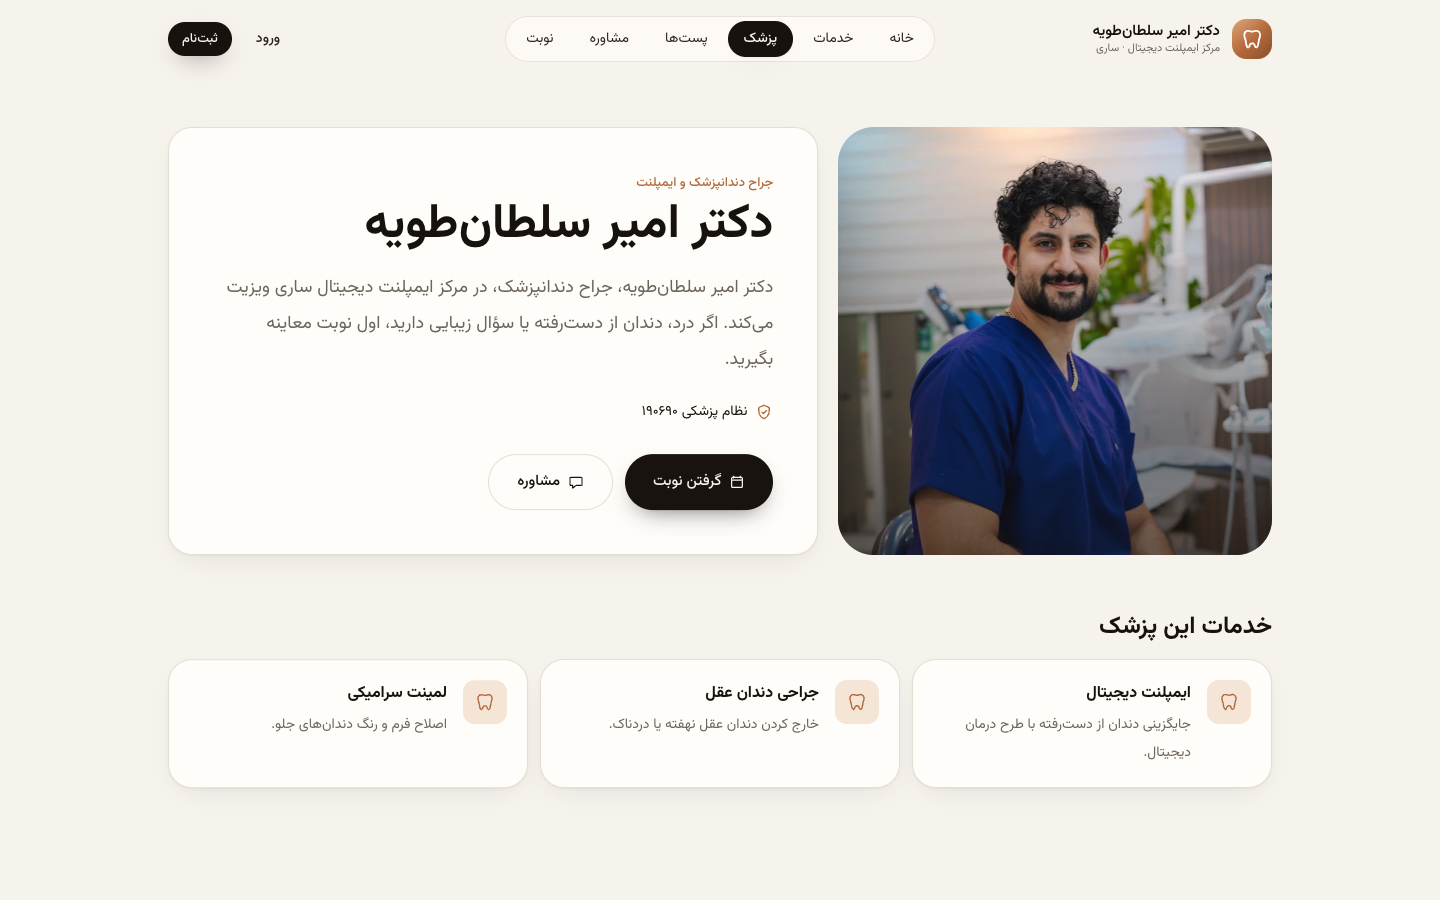 دکتر امیر سلطان‌طویه
مرکز ایمپلنت دیجیتال · ساری
خانه
خدمات
پزشک
پست‌ها
مشاوره
نوبت
ورود
ثبت‌نام
جراح دندانپزشک و ایمپلنت
دکتر امیر سلطان‌طویه
دکتر امیر سلطان‌طویه، جراح دندانپزشک، در مرکز ایمپلنت دیجیتال ساری ویزیت
می‌کند. اگر درد، دندان از دست‌رفته یا سؤال زیبایی دارید، اول نوبت معاینه
بگیرید.
نظام پزشکی ۱۹۰۶۹۰
گرفتن نوبت
مشاوره
خدمات این پزشک
ایمپلنت دیجیتال
جایگزینی دندان از دست‌رفته با طرح درمان
دیجیتال.
جراحی دندان عقل
خارج کردن دندان عقل نهفته یا دردناک.
لمینت سرامیکی
اصلاح فرم و رنگ دندان‌های جلو.